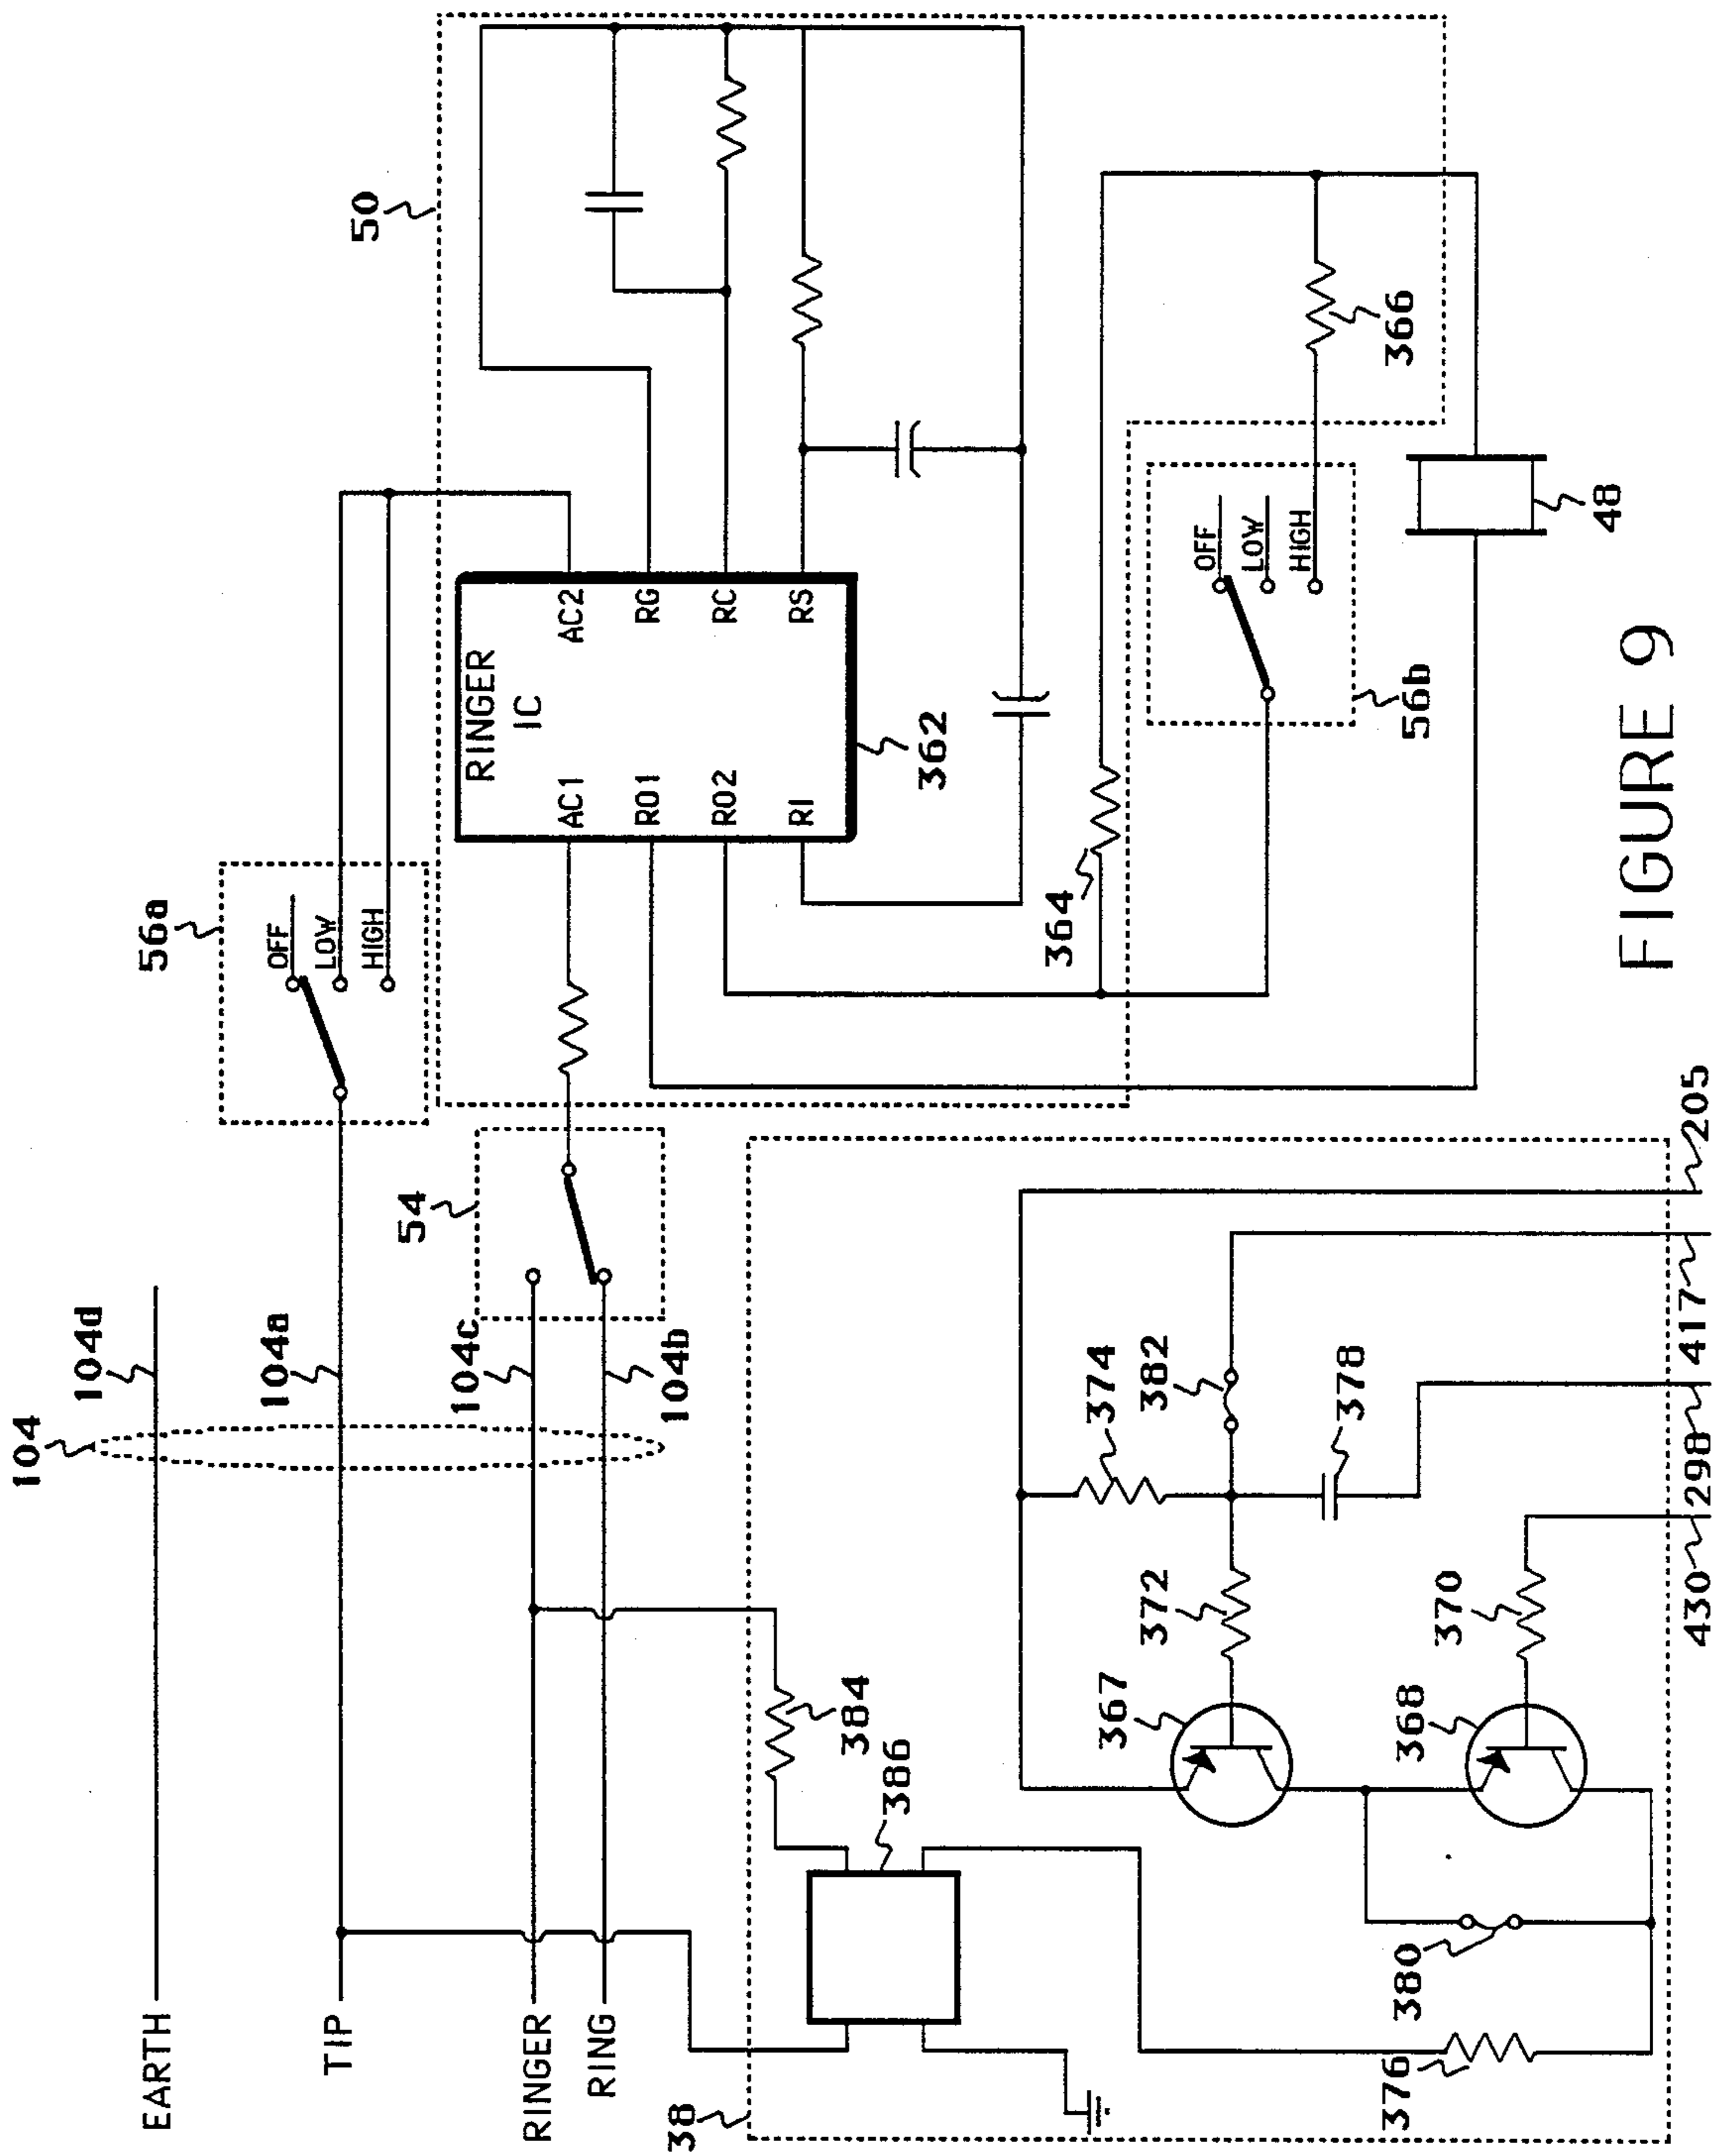 104
104d
104a
104c
104b
EARTH
TIP
RINGER
RING
56a
OFF
LOW
HIGH
54
50
RINGER
IC
AC1
AC2
RO1
RG
RO2
RC
RI
RS
362
364
366
56b
OFF
LOW
HIGH
48
38
384
386
367
368
372
370
374
382
378
380
376
430
298
417
205
FIGURE 9